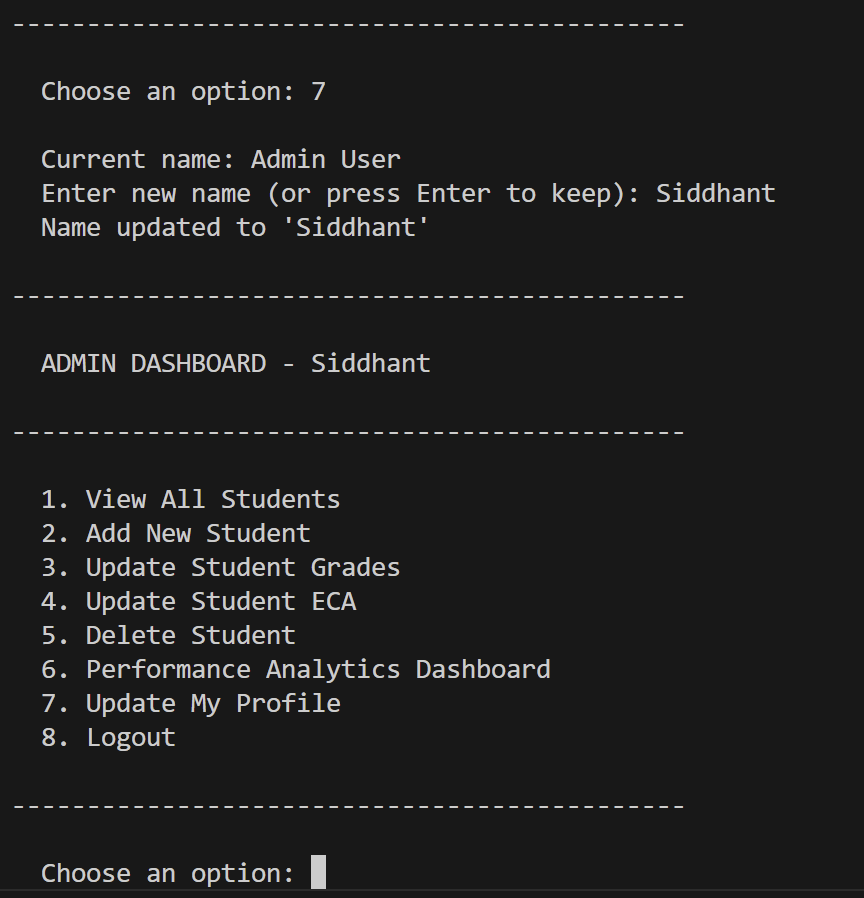 ---------------------------------------------
Choose an option: 7
Current name: Admin User
Enter new name (or press Enter to keep): Siddhant
Name updated to 'Siddhant'
---------------------------------------------
ADMIN DASHBOARD - Siddhant
---------------------------------------------
1. View All Students
2. Add New Student
3. Update Student Grades
4. Update Student ECA
5. Delete Student
6. Performance Analytics Dashboard
7. Update My Profile
8. Logout
---------------------------------------------
Choose an option: